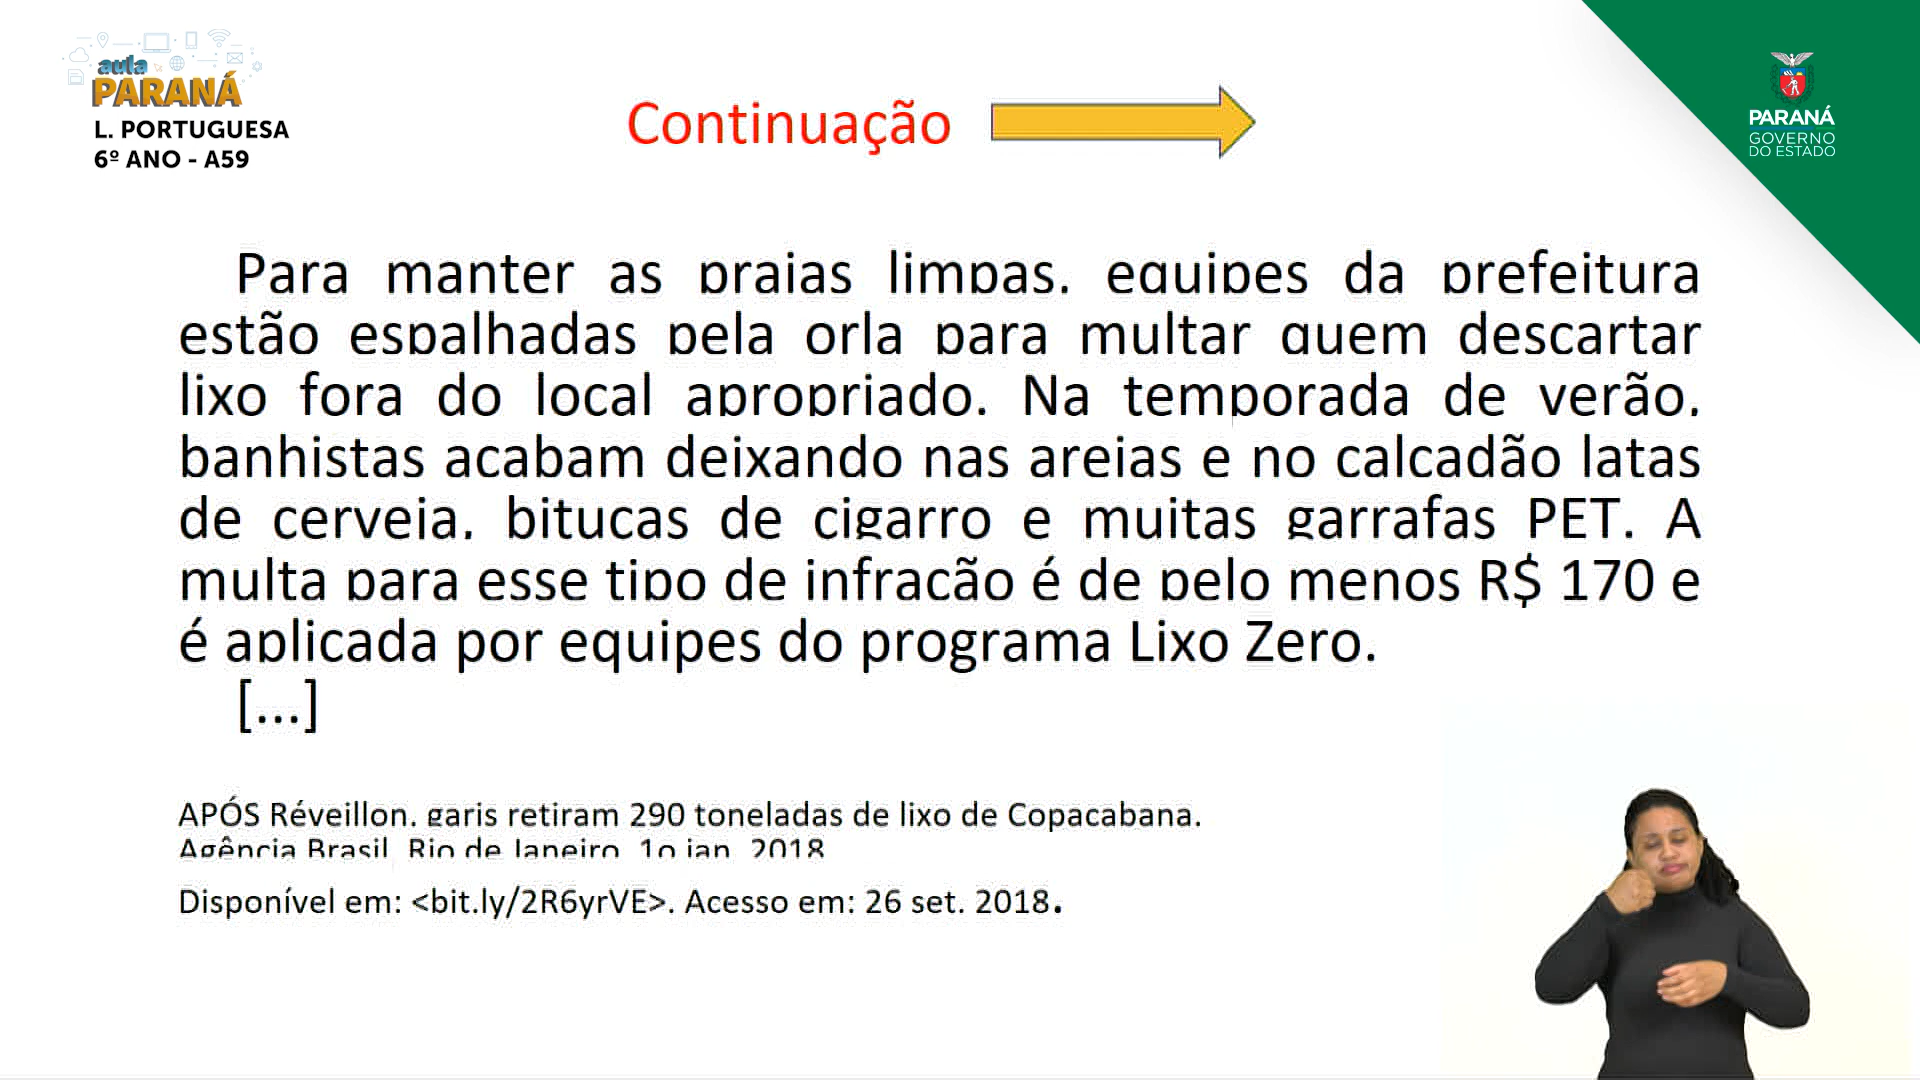 aula
PARANÁ
L. PORTUGUESA
6º ANO - A59
Continuação
PARANÁ
GOVERNO
DO ESTADO
Para manter as praias limpas, equipes da prefeitura
estão espalhadas pela orla para multar quem descartar
lixo fora do local apropriado. Na temporada de verão,
banhistas acabam deixando nas areias e no calçadão latas
de cerveja, bitucas de cigarro e muitas garrafas PET. A
multa para esse tipo de infração é de pelo menos R$ 170 e
é aplicada por equipes do programa Lixo Zero.
[...]
APÓS Réveillon, garis retiram 290 toneladas de lixo de Copacabana.
Agência Brasil, Rio de Janeiro, 1o jan. 2018
Disponível em: <bit.ly/2R6yrVE>. Acesso em: 26 set. 2018.